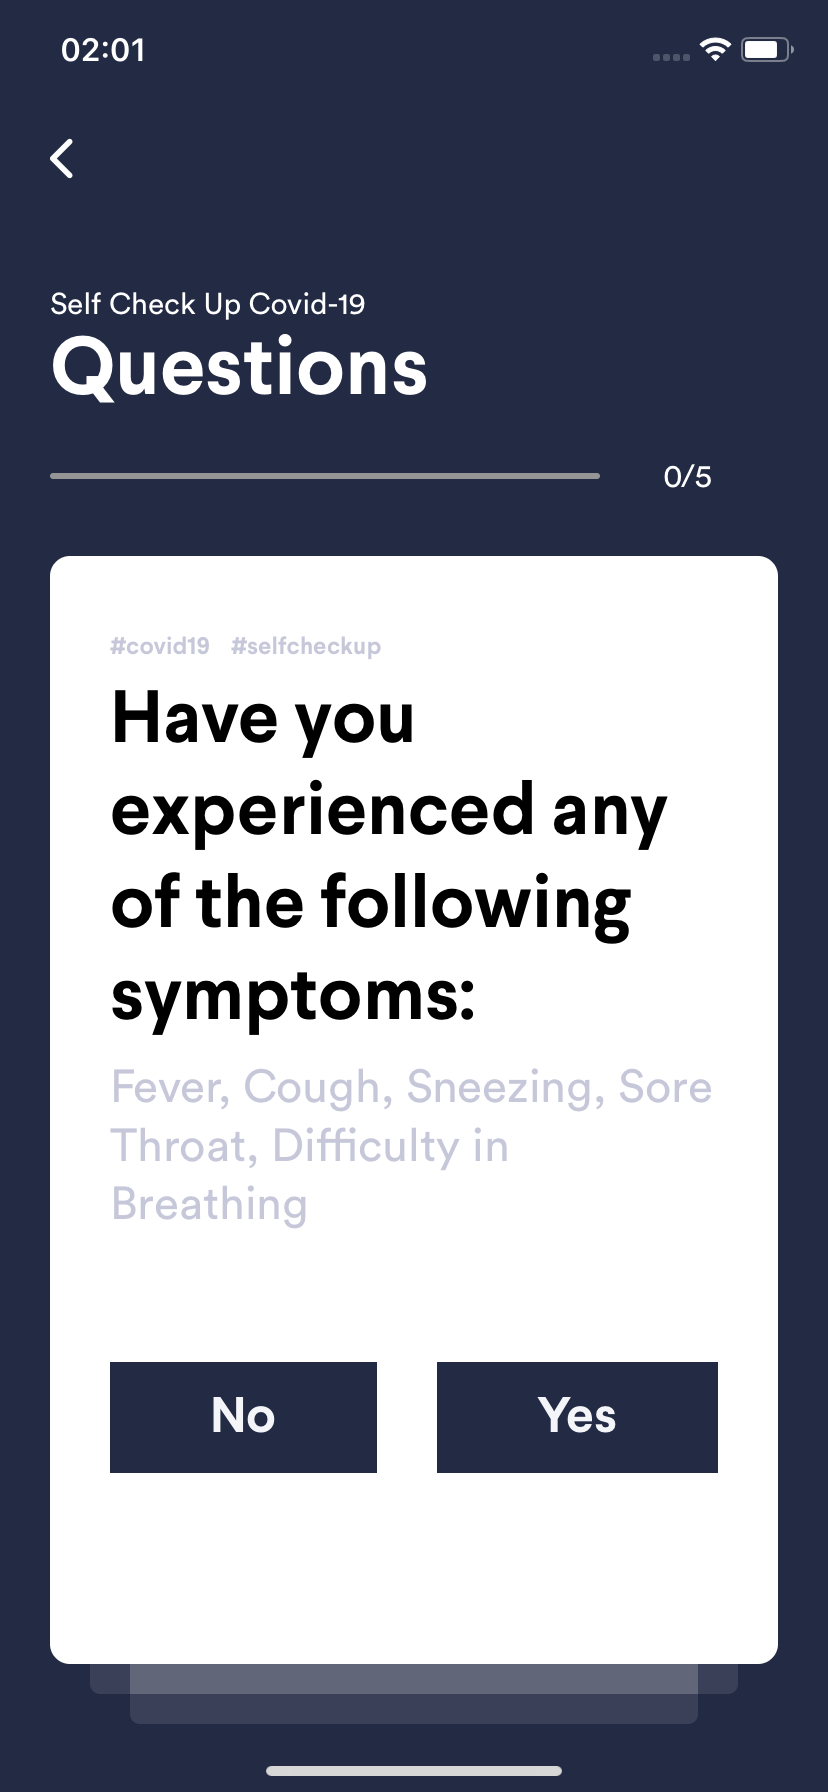 02:01
Self Check Up Covid-19
Questions
0/5
#covid19 #selfcheckup
Have you
experienced any
of the following
symptoms:
Fever, Cough, Sneezing, Sore
Throat, Difficulty in
Breathing
No
Yes